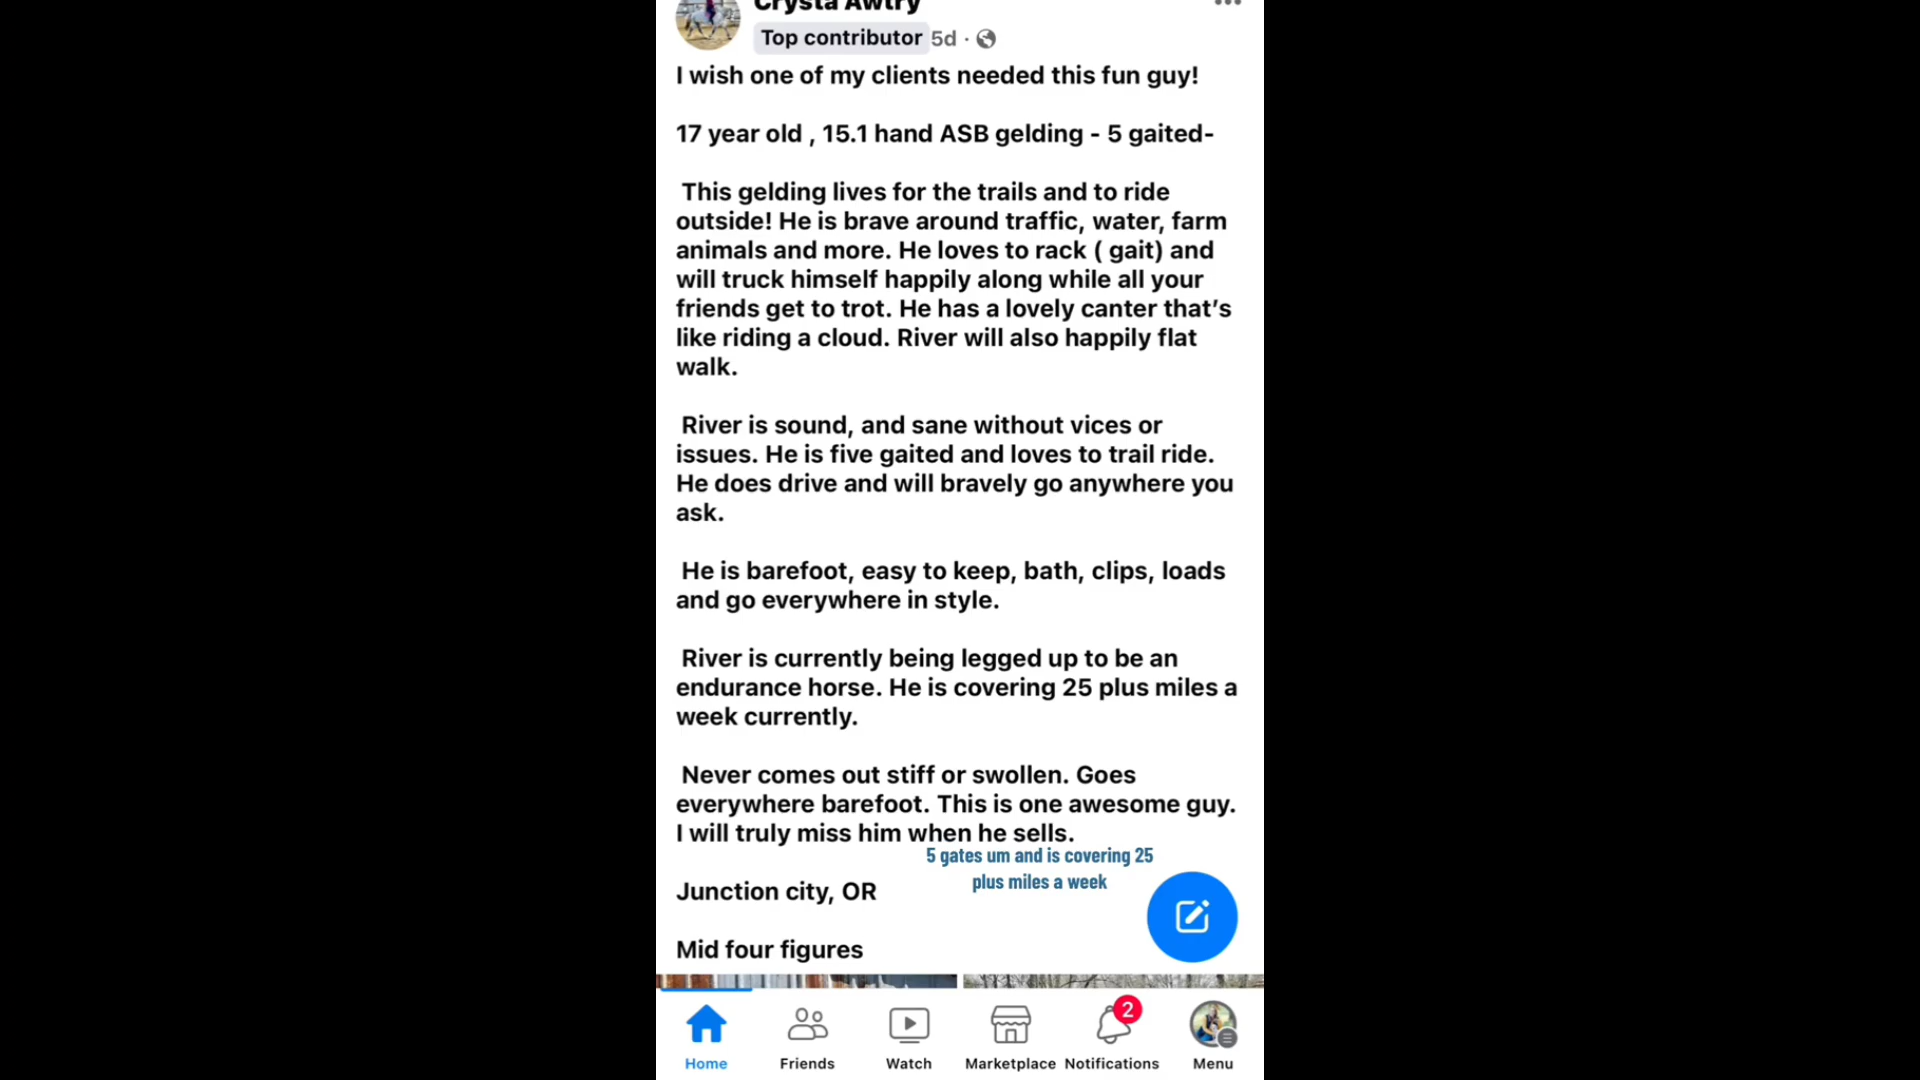 Crysta Awtry
Top contributor 5d ·
I wish one of my clients needed this fun guy!
17 year old , 15.1 hand ASB gelding - 5 gaited-
This gelding lives for the trails and to ride
outside! He is brave around traffic, water, farm
animals and more. He loves to rack ( gait) and
will truck himself happily along while all your
friends get to trot. He has a lovely canter that’s
like riding a cloud. River will also happily flat
walk.
River is sound, and sane without vices or
issues. He is five gaited and loves to trail ride.
He does drive and will bravely go anywhere you
ask.
He is barefoot, easy to keep, bath, clips, loads
and go everywhere in style.
River is currently being legged up to be an
endurance horse. He is covering 25 plus miles a
week currently.
Never comes out stiff or swollen. Goes
everywhere barefoot. This is one awesome guy.
I will truly miss him when he sells.
5 gates um and is covering 25
plus miles a week
Junction city, OR
Mid four figures
2
Home Friends Watch Marketplace Notifications Menu